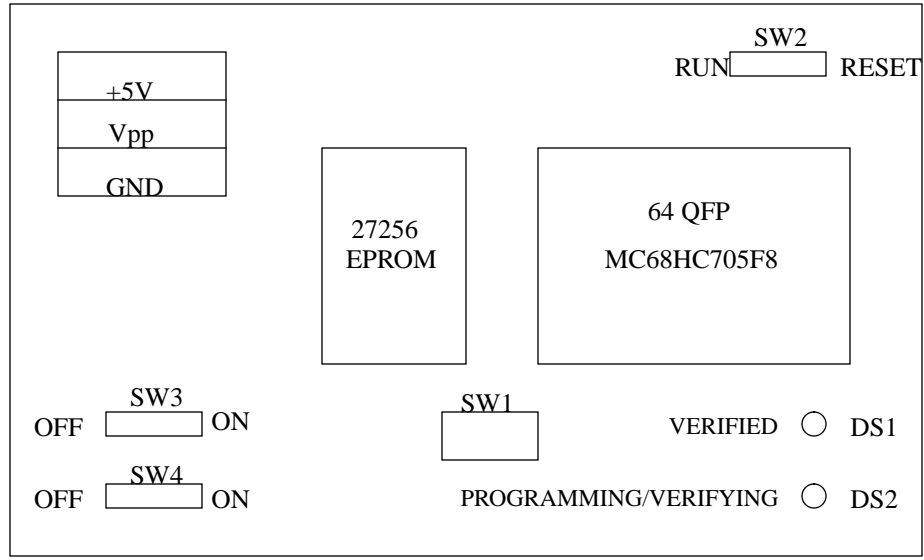 SW2
RUN RESET
+5V
Vpp
GND
27256
EPROM
64 QFP
MC68HC705F8
SW3
OFF ON
SW4
OFF ON
SW1
VERIFIED DS1
PROGRAMMING/VERIFYING DS2